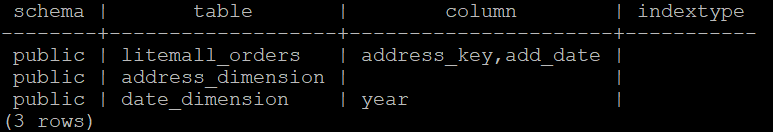 schema | table | column | indextype
--------+-------------------+-----------------------+-----------
public | litemall_orders | address_key,add_date |
public | address_dimension | |
public | date_dimension | year |
(3 rows)